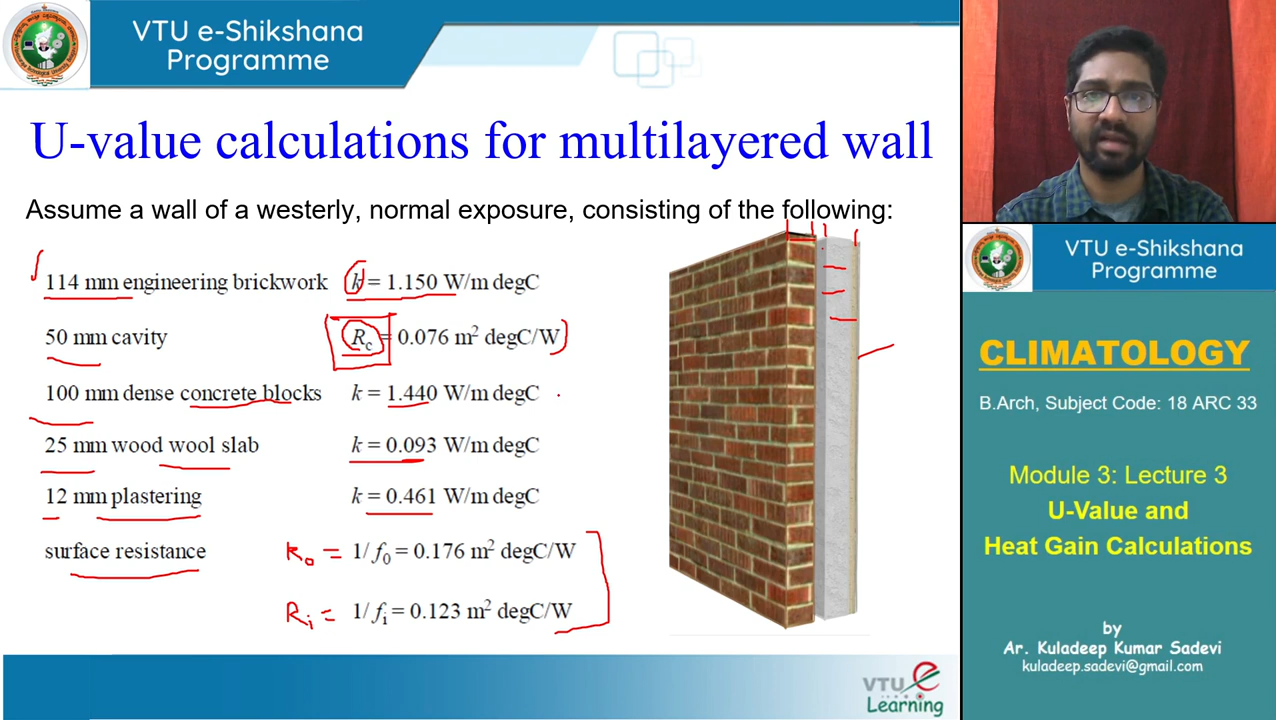 VTU e-Shikshana
Programme
U-value calculations for multilayered wall
Assume a wall of a westerly, normal exposure, consisting of the following:
114 mm engineering brickwork k = 1.150 W/m degC
50 mm cavity Rc = 0.076 m² degC/W
100 mm dense concrete blocks k = 1.440 W/m degC
25 mm wood wool slab k = 0.093 W/m degC
12 mm plastering k = 0.461 W/m degC
surface resistance Ro = 1/ f0 = 0.176 m² degC/W
Ri = 1/ fi = 0.123 m² degC/W
VTU e
Learning
VTU e-Shikshana
Programme
CLIMATOLOGY
B.Arch, Subject Code: 18 ARC 33
Module 3: Lecture 3
U-Value and
Heat Gain Calculations
by
Ar. Kuladeep Kumar Sadevi
kuladeep.sadevi@gmail.com